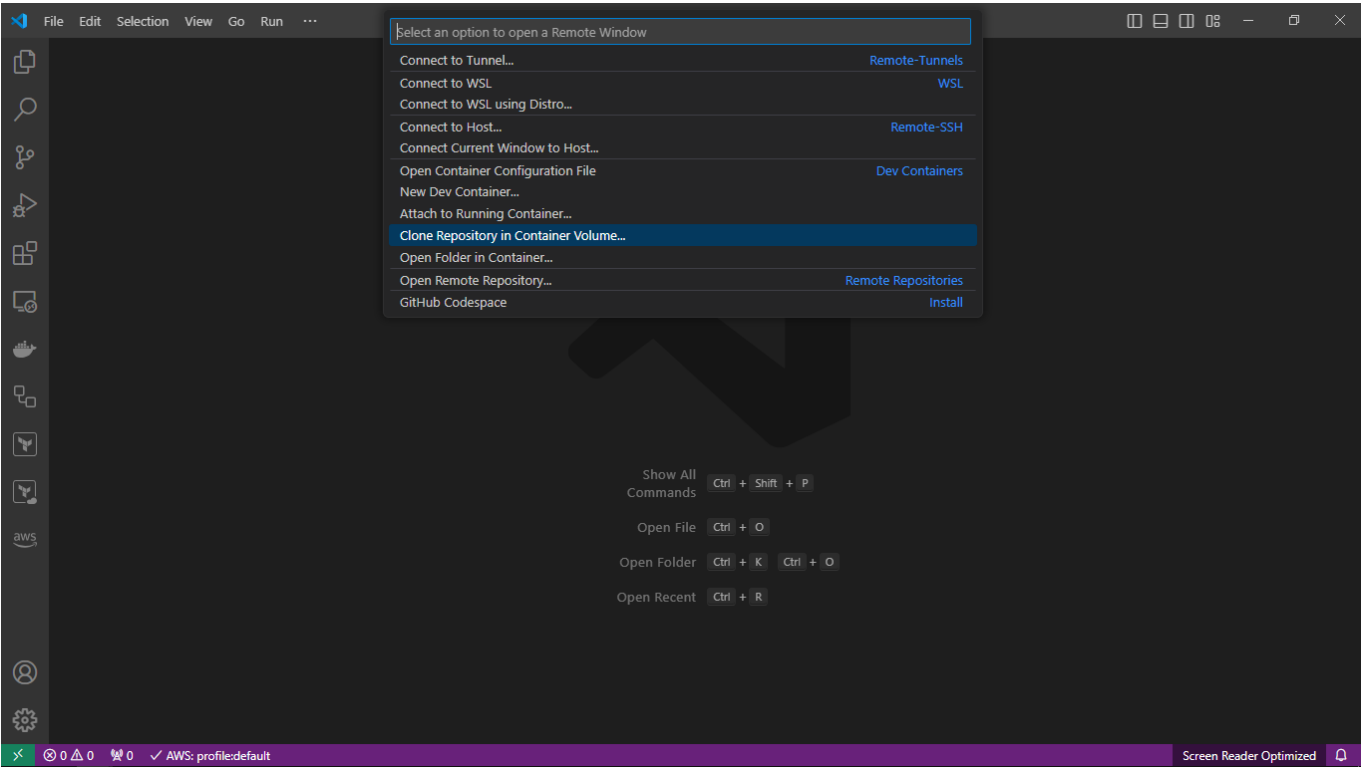 File Edit Selection View Go Run ···
Select an option to open a Remote Window
Connect to Tunnel... Remote-Tunnels
Connect to WSL WSL
Connect to WSL using Distro...
Connect to Host... Remote-SSH
Connect Current Window to Host...
Open Container Configuration File Dev Containers
New Dev Container...
Attach to Running Container...
Clone Repository in Container Volume...
Open Folder in Container...
Open Remote Repository... Remote Repositories
GitHub Codespace Install
aws
Show All
Commands Ctrl + Shift + P
Open File Ctrl + O
Open Folder Ctrl + K Ctrl + O
Open Recent Ctrl + R
0 0 0 AWS: profile:default Screen Reader Optimized